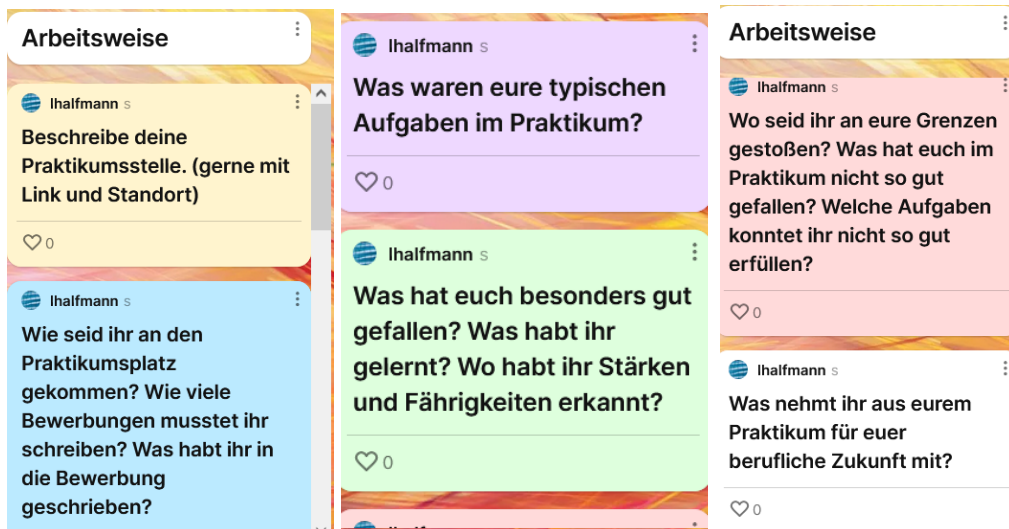 Arbeitsweise
lhalfmann s
Beschreibe deine
Praktikumsstelle. (gerne mit
Link und Standort)
0
lhalfmann s
Wie seid ihr an den
Praktikumsplatz
gekommen? Wie viele
Bewerbungen musstet ihr
schreiben? Was habt ihr in
die Bewerbung
geschrieben?
lhalfmann s
Was waren eure typischen
Aufgaben im Praktikum?
0
lhalfmann s
Was hat euch besonders gut
gefallen? Was habt ihr
gelernt? Wo habt ihr Stärken
und Fährigkeiten erkannt?
0
Arbeitsweise
lhalfmann s
Wo seid ihr an eure Grenzen
gestoßen? Was hat euch im
Praktikum nicht so gut
gefallen? Welche Aufgaben
konntet ihr nicht so gut
erfüllen?
0
lhalfmann s
Was nehmt ihr aus eurem
Praktikum für euer
berufliche Zukunft mit?
0